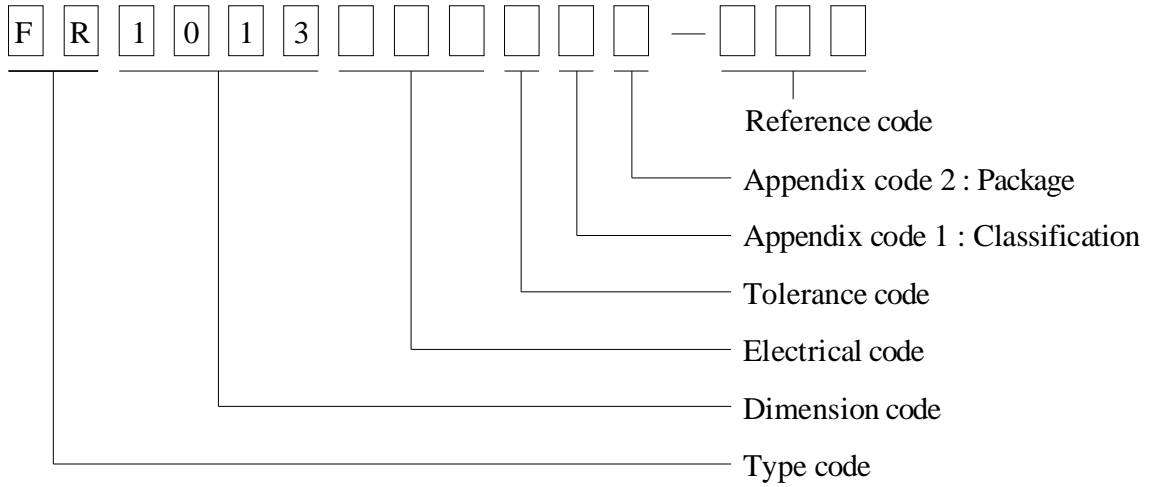 F R 1 0 1 3 —
Reference code
Appendix code 2 : Package
Appendix code 1 : Classification
Tolerance code
Electrical code
Dimension code
Type code